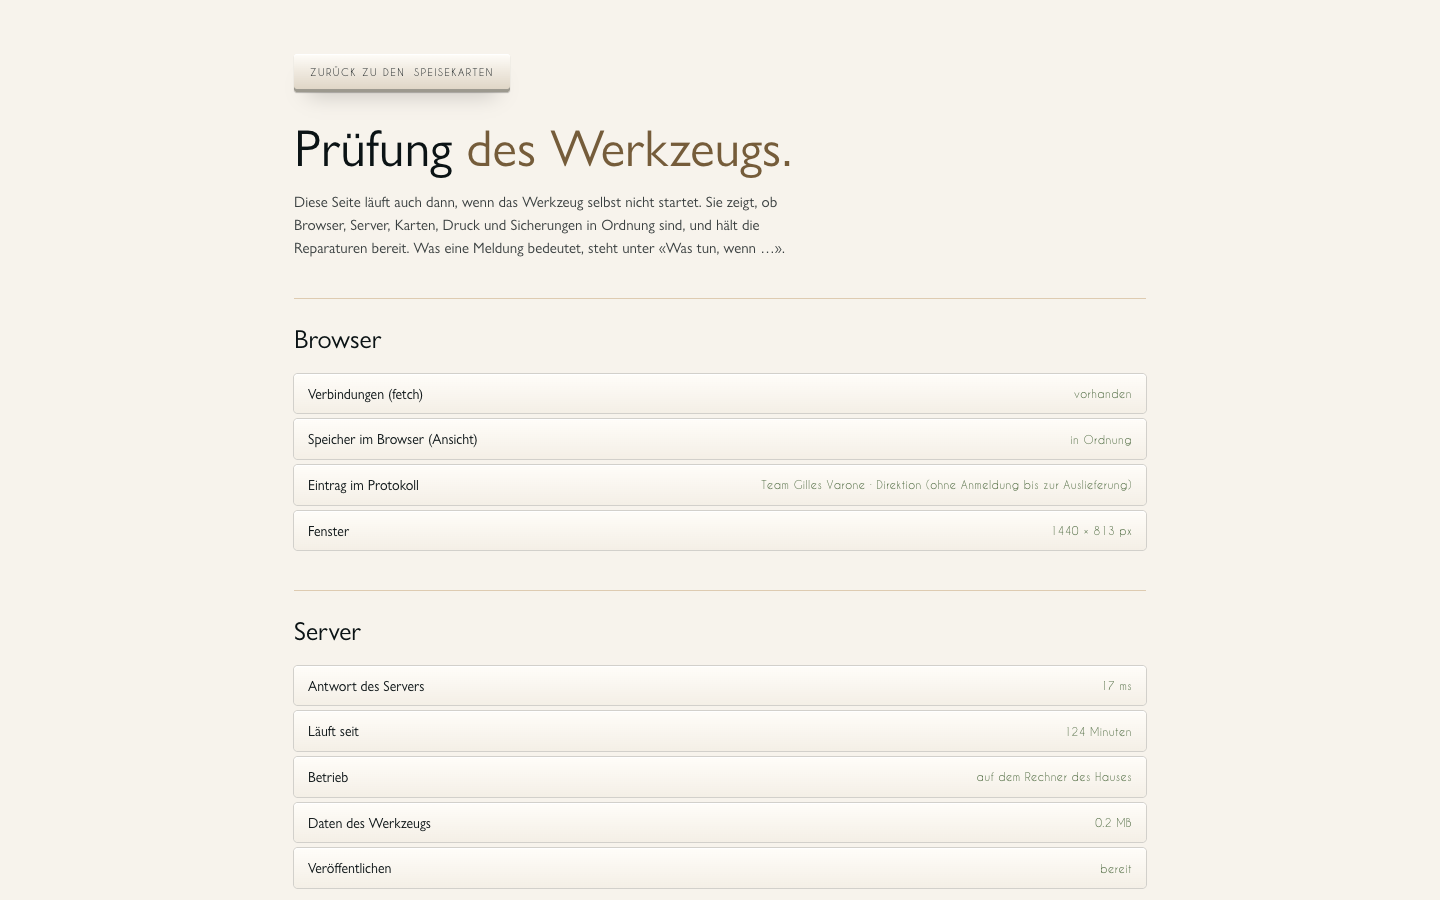 ZURÜCK ZU DEN SPEISEKARTEN
Prüfung des Werkzeugs.
Diese Seite läuft auch dann, wenn das Werkzeug selbst nicht startet. Sie zeigt, ob
Browser, Server, Karten, Druck und Sicherungen in Ordnung sind, und hält die
Reparaturen bereit. Was eine Meldung bedeutet, steht unter «Was tun, wenn …».
Browser
Verbindungen (fetch) vorhanden
Speicher im Browser (Ansicht) in Ordnung
Eintrag im Protokoll Team Gilles Varone · Direktion (ohne Anmeldung bis zur Auslieferung)
Fenster 1440 × 813 px
Server
Antwort des Servers 17 ms
Läuft seit 124 Minuten
Betrieb auf dem Rechner des Hauses
Daten des Werkzeugs 0.2 MB
Veröffentlichen bereit